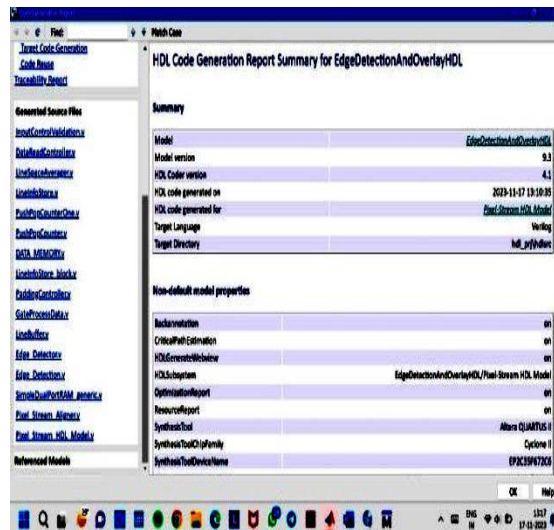 Find:
Match Case
Target Code Generation
Code Reuse
Traceability Report
Generated Source Files
InputControlValidation.v
DataReadController.v
LineSpaceAverager.v
LineInfoStore.v
PushPopCounterOne.v
PushPopCounter.v
DATA_MEMORY.v
LineInfoStore_block.v
PaddingController.v
GateProcessData.v
LineBuffer.v
Edge_Detector.v
Edge_Detection.v
SimpleDualPortRAM_generic.v
Pixel_Stream_Aligner.v
Pixel_Stream_HDL_Model.v
Referenced Models
HDL Code Generation Report Summary for EdgeDetectionAndOverlayHDL
Summary
Model EdgeDetectionAndOverlayHDL
Model version 9.3
HDL Coder version 4.1
HDL code generated on 2023-11-17 13:10:35
HDL code generated for Pixel-Stream HDL Model
Target Language Verilog
Target Directory hdl_prj\hdlsrc
Non-default model properties
Backannotation on
CriticalPathEstimation on
HDLGenerateWebview on
HDLSubsystem EdgeDetectionAndOverlayHDL/Pixel-Stream HDL Model
OptimizationReport on
ResourceReport on
SynthesisTool Altera QUARTUS II
SynthesisToolChipFamily Cyclone II
SynthesisToolDeviceName EP2C35F672C6
OK Help
ENG
IN
13:17
17-11-2023